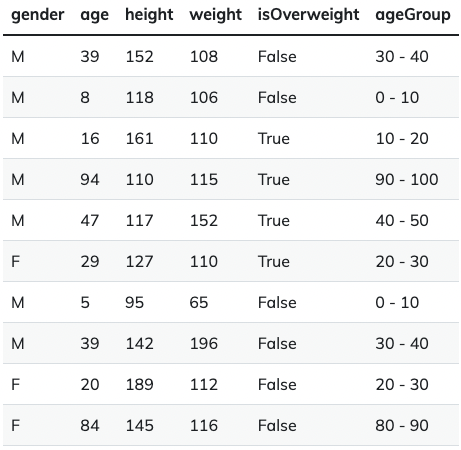 gender age height weight isOverweight ageGroup
M 39 152 108 False 30 - 40
M 8 118 106 False 0 - 10
M 16 161 110 True 10 - 20
M 94 110 115 True 90 - 100
M 47 117 152 True 40 - 50
F 29 127 110 True 20 - 30
M 5 95 65 False 0 - 10
M 39 142 196 False 30 - 40
F 20 189 112 False 20 - 30
F 84 145 116 False 80 - 90